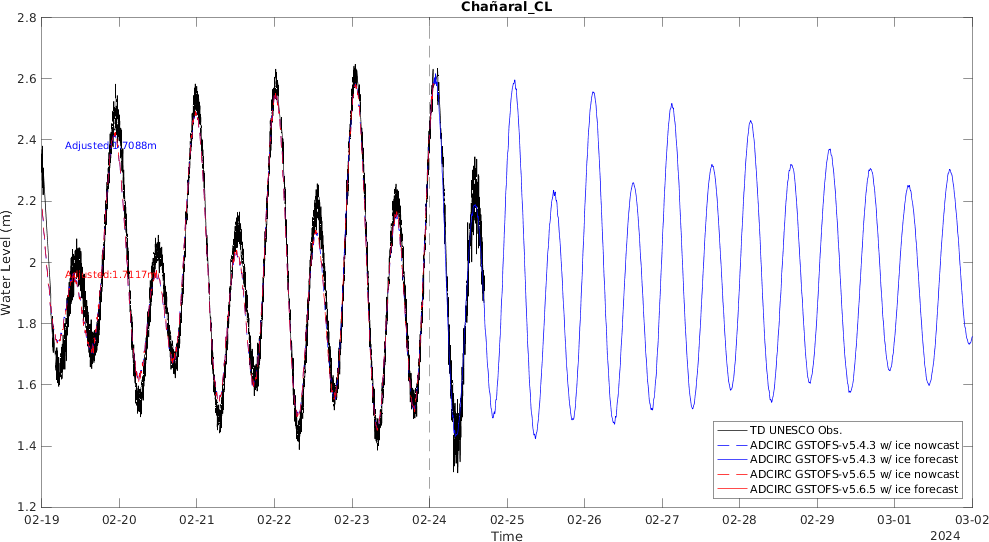 Chañaral_CL
2.8
2.6
2.4
2.2
2
1.8
1.6
1.4
1.2
Water Level (m)
Adjusted:1.7088m
Adjusted:1.7117m
TD UNESCO Obs.
ADCIRC GSTOFS-v5.4.3 w/ ice nowcast
ADCIRC GSTOFS-v5.4.3 w/ ice forecast
ADCIRC GSTOFS-v5.6.5 w/ ice nowcast
ADCIRC GSTOFS-v5.6.5 w/ ice forecast
02-19 02-20 02-21 02-22 02-23 02-24 02-25 02-26 02-27 02-28 02-29 03-01 03-02
Time
2024